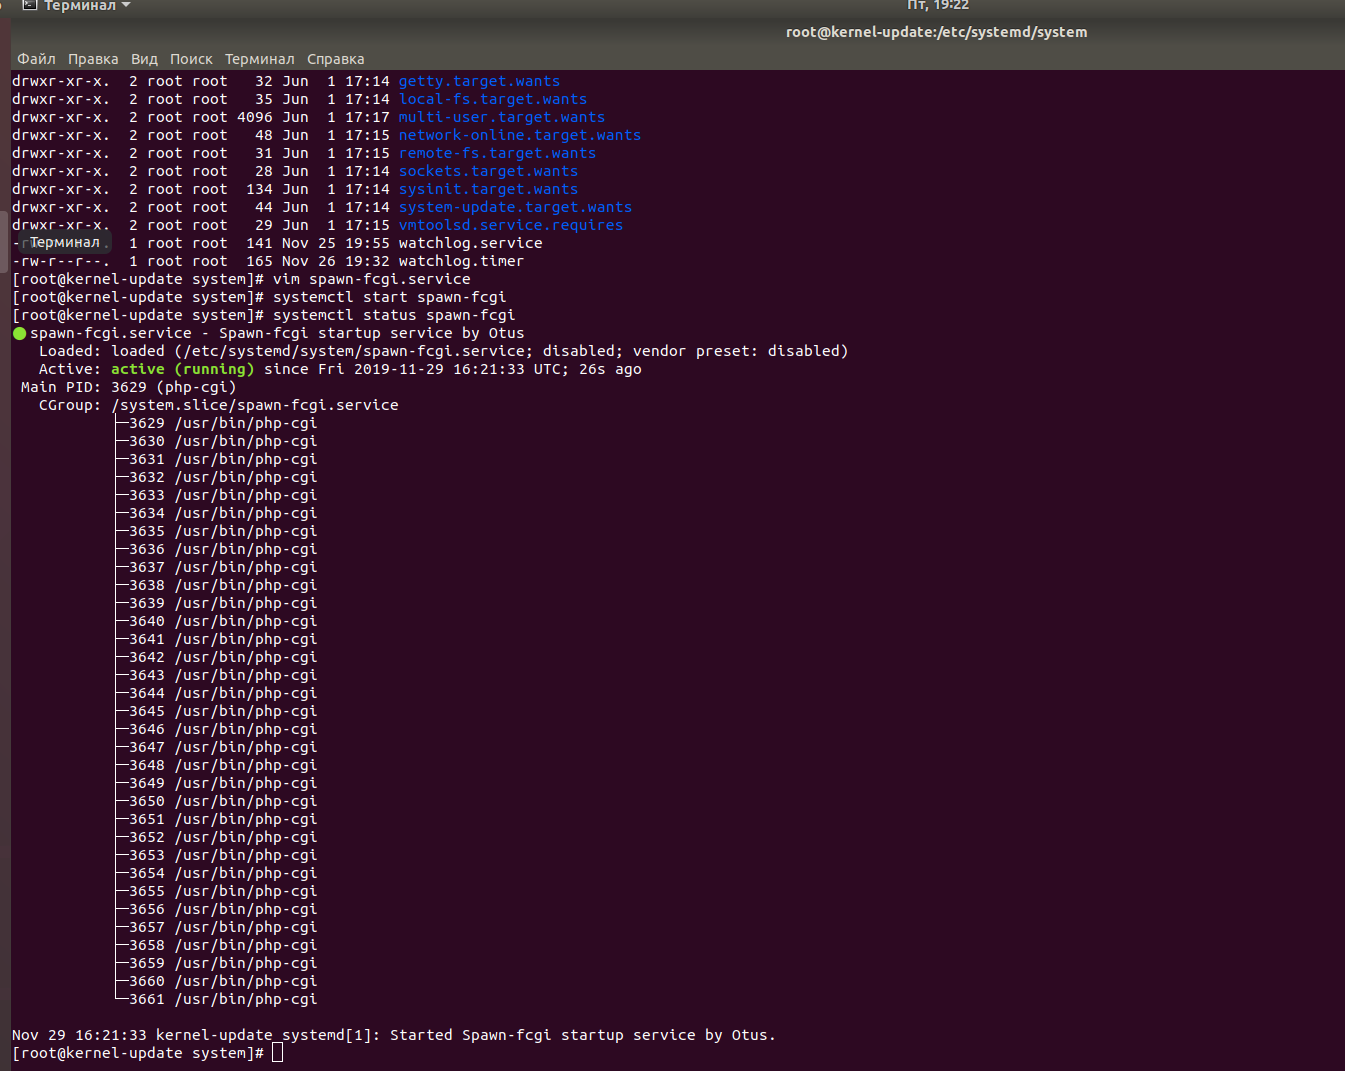 Терминал
Пт, 19:22
root@kernel-update:/etc/systemd/system
Файл Правка Вид Поиск Терминал Справка
drwxr-xr-x.  2 root root   32 Jun  1 17:14 getty.target.wants
drwxr-xr-x.  2 root root   35 Jun  1 17:14 local-fs.target.wants
drwxr-xr-x.  2 root root 4096 Jun  1 17:17 multi-user.target.wants
drwxr-xr-x.  2 root root   48 Jun  1 17:15 network-online.target.wants
drwxr-xr-x.  2 root root   31 Jun  1 17:15 remote-fs.target.wants
drwxr-xr-x.  2 root root   28 Jun  1 17:14 sockets.target.wants
drwxr-xr-x.  2 root root  134 Jun  1 17:14 sysinit.target.wants
drwxr-xr-x.  2 root root   44 Jun  1 17:14 system-update.target.wants
drwxr-xr-x.  2 root root   29 Jun  1 17:15 vmtoolsd.service.requires
Терминал  1 root root  141 Nov 25 19:55 watchlog.service
-rw-r--r--.  1 root root  165 Nov 26 19:32 watchlog.timer
[root@kernel-update system]# vim spawn-fcgi.service
[root@kernel-update system]# systemctl start spawn-fcgi
[root@kernel-update system]# systemctl status spawn-fcgi
● spawn-fcgi.service - Spawn-fcgi startup service by Otus
   Loaded: loaded (/etc/systemd/system/spawn-fcgi.service; disabled; vendor preset: disabled)
   Active: active (running) since Fri 2019-11-29 16:21:33 UTC; 26s ago
 Main PID: 3629 (php-cgi)
   CGroup: /system.slice/spawn-fcgi.service
           ├─3629 /usr/bin/php-cgi
           ├─3630 /usr/bin/php-cgi
           ├─3631 /usr/bin/php-cgi
           ├─3632 /usr/bin/php-cgi
           ├─3633 /usr/bin/php-cgi
           ├─3634 /usr/bin/php-cgi
           ├─3635 /usr/bin/php-cgi
           ├─3636 /usr/bin/php-cgi
           ├─3637 /usr/bin/php-cgi
           ├─3638 /usr/bin/php-cgi
           ├─3639 /usr/bin/php-cgi
           ├─3640 /usr/bin/php-cgi
           ├─3641 /usr/bin/php-cgi
           ├─3642 /usr/bin/php-cgi
           ├─3643 /usr/bin/php-cgi
           ├─3644 /usr/bin/php-cgi
           ├─3645 /usr/bin/php-cgi
           ├─3646 /usr/bin/php-cgi
           ├─3647 /usr/bin/php-cgi
           ├─3648 /usr/bin/php-cgi
           ├─3649 /usr/bin/php-cgi
           ├─3650 /usr/bin/php-cgi
           ├─3651 /usr/bin/php-cgi
           ├─3652 /usr/bin/php-cgi
           ├─3653 /usr/bin/php-cgi
           ├─3654 /usr/bin/php-cgi
           ├─3655 /usr/bin/php-cgi
           ├─3656 /usr/bin/php-cgi
           ├─3657 /usr/bin/php-cgi
           ├─3658 /usr/bin/php-cgi
           ├─3659 /usr/bin/php-cgi
           ├─3660 /usr/bin/php-cgi
           └─3661 /usr/bin/php-cgi
Nov 29 16:21:33 kernel-update systemd[1]: Started Spawn-fcgi startup service by Otus.
[root@kernel-update system]#